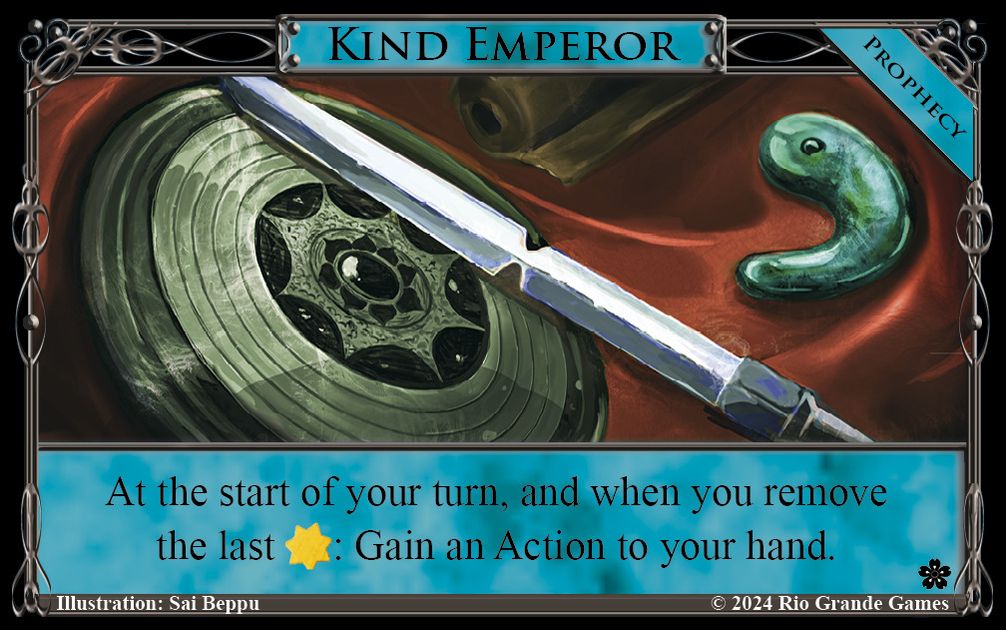 KIND EMPEROR
PROPHECY
At the start of your turn, and when you remove
the last : Gain an Action to your hand.
Illustration: Sai Beppu
© 2024 Rio Grande Games